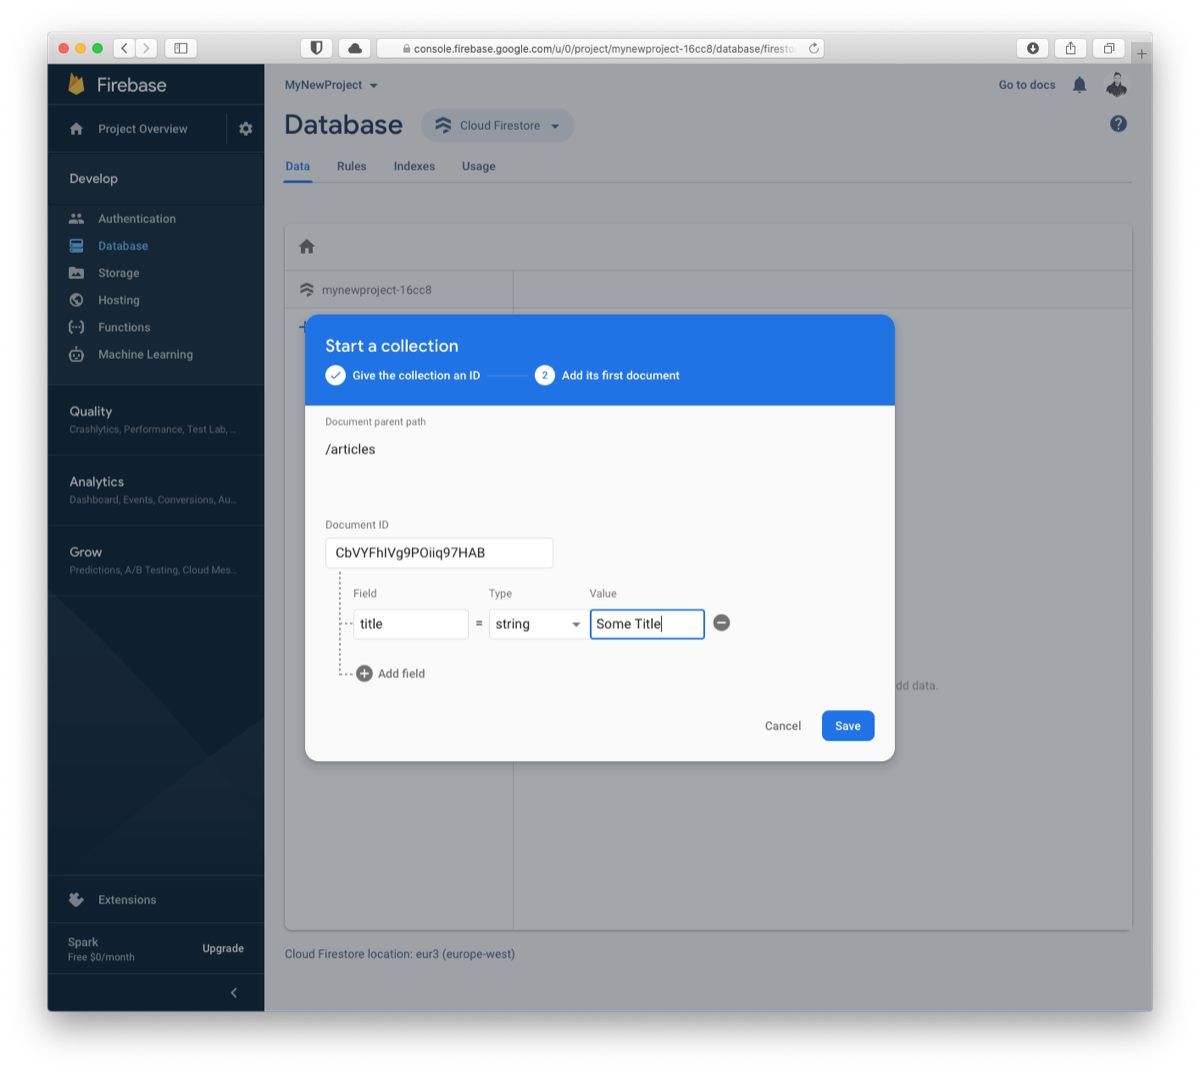 console.firebase.google.com/u/0/project/mynewproject-16cc8/database/firesto
Firebase
Project Overview
Develop
Authentication
Database
Storage
Hosting
Functions
Machine Learning
Quality
Crashlytics, Performance, Test Lab, ...
Analytics
Dashboard, Events, Conversions, Au...
Grow
Predictions, A/B Testing, Cloud Mes...
Extensions
Spark
Free $0/month
Upgrade
MyNewProject
Go to docs
Database
Cloud Firestore
Data Rules Indexes Usage
mynewproject-16cc8
Start a collection
Give the collection an ID
2 Add its first document
Document parent path
/articles
Document ID
CbVYFhIVg9POiiq97HAB
Field Type Value
title = string Some Title
Add field
Cancel Save
dd data.
Cloud Firestore location: eur3 (europe-west)